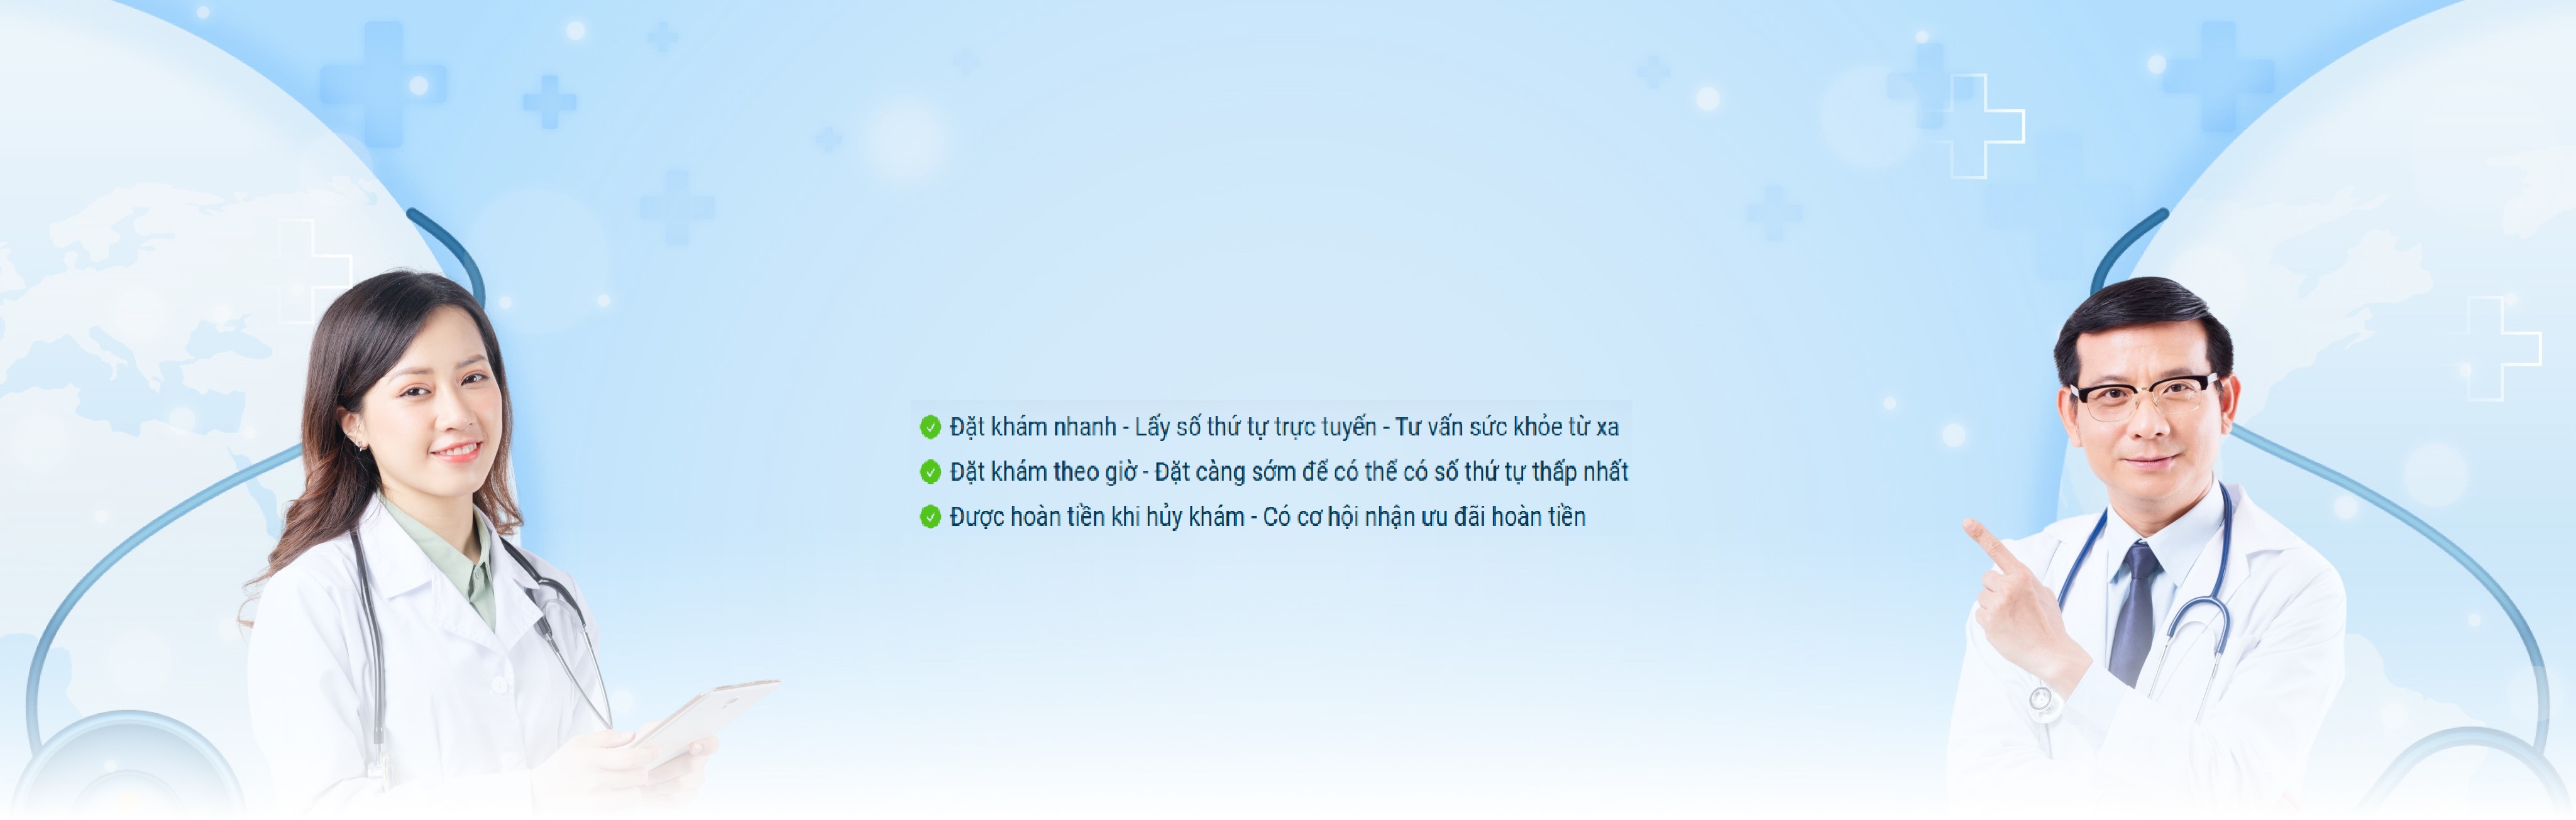 Đặt khám nhanh - Lấy số thứ tự trực tuyến - Tư vấn sức khỏe từ xa
Đặt khám theo giờ - Đặt càng sớm để có thể có số thứ tự thấp nhất
Được hoàn tiền khi hủy khám - Có cơ hội nhận ưu đãi hoàn tiền